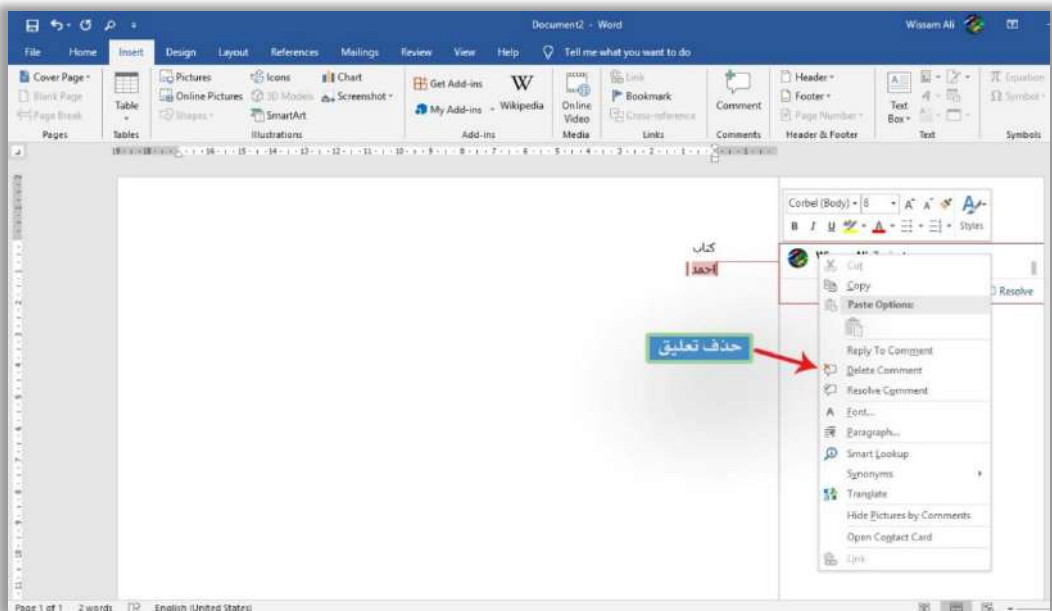 Document2 - Word
Wissam Ali
File Home Insert Design Layout References Mailings Review View Help Tell me what you want to do
Cover Page
Blank Page
Page Break
Pages
Table
Tables
Pictures
Online Pictures
Shapes
Icons
3D Models
SmartArt
Chart
Screenshot
Illustrations
Get Add-ins
My Add-ins
Wikipedia
Add-ins
Online Video
Media
Link
Bookmark
Cross-reference
Links
Comment
Comments
Header
Footer
Page Number
Header & Footer
Text Box
Text
Equation
Symbol
Symbols
Corbel (Body) 8
B I U Styles
كتاب
احمد
Resolve
Cut
Copy
Paste Options:
Reply To Comment
حذف تعليق
Delete Comment
Resolve Comment
Font...
Paragraph...
Smart Lookup
Synonyms
Translate
Hide Pictures by Comments
Open Contact Card
Link
Page 1 of 1 2 words English (United States)